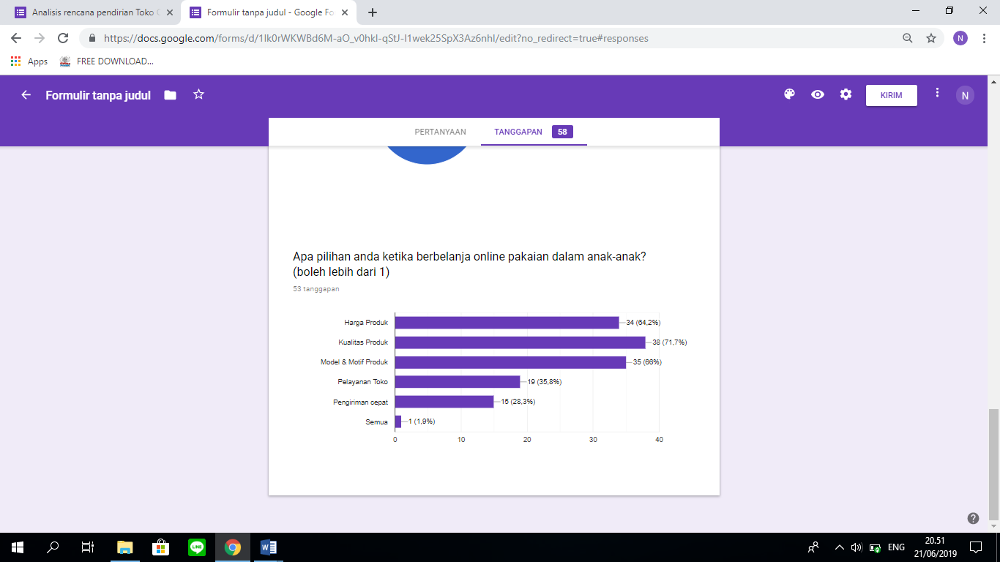 Analisis rencana pendirian Toko
Formulir tanpa judul - Google Fo
https://docs.google.com/forms/d/1lk0rWKWBd6M-aO_v0hkl-qStJ-l1wek25SpX3Az6nhI/edit?no_redirect=true#responses
N
Apps
FREE DOWNLOAD...
Formulir tanpa judul
KIRIM
N
PERTANYAAN
TANGGAPAN 58
Apa pilihan anda ketika berbelanja online pakaian dalam anak-anak?
(boleh lebih dari 1)
53 tanggapan
Harga Produk 34 (64,2%)
Kualitas Produk 38 (71,7%)
Model & Motif Produk 35 (66%)
Pelayanan Toko 19 (35,8%)
Pengiriman cepat 15 (28,3%)
Semua 1 (1,9%)
0 10 20 30 40
LINE
ENG
20.51
21/06/2019